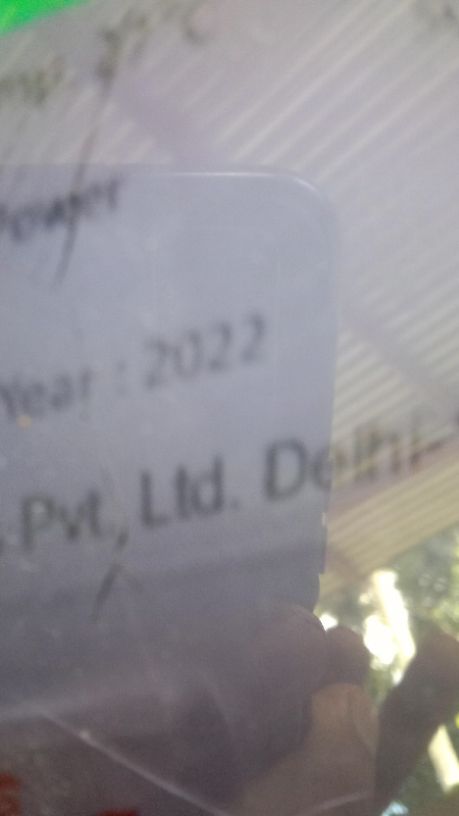 Power
Year : 2022
Pvt. Ltd. Delhi-